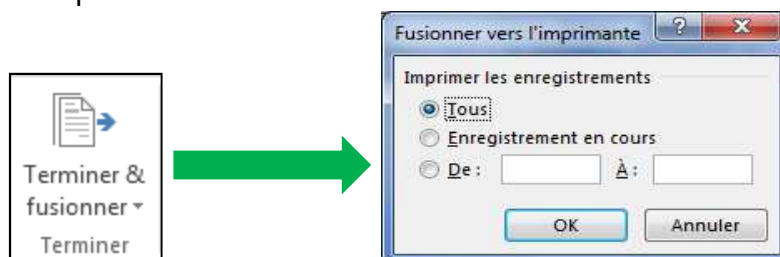 Terminer &
fusionner
Terminer
Fusionner vers l'imprimante
?
X
Imprimer les enregistrements
Tous
Enregistrement en cours
De :
À :
OK
Annuler